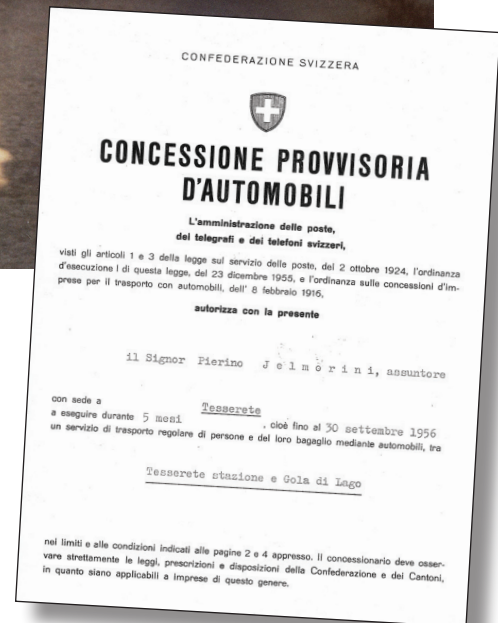 CONFEDERAZIONE SVIZZERA
CONCESSIONE PROVVISORIA
D'AUTOMOBILI
L'amministrazione delle poste,
dei telegrafi e dei telefoni svizzeri,
visti gli articoli 1 e 3 della legge sul servizio delle poste, del 2 ottobre 1924, l'ordinanza
d'esecuzione I di questa legge, del 23 dicembre 1955, e l'ordinanza sulle concessioni d'im-
prese per il trasporto con automobili, dell' 8 febbraio 1916,
autorizza con la presente
il Signor Pierino J e l m o r i n i, assuntore
con sede a Tesserete
a eseguire durante 5 mesi , cioè fino al 30 settembre 1956
un servizio di trasporto regolare di persone e del loro bagaglio mediante automobili, tra
Tesserete stazione e Gola di Lago
nei limiti e alle condizioni indicati alle pagine 2 e 4 appresso. Il concessionario deve osser-
vare strettamente le leggi, prescrizioni e disposizioni della Confederazione e dei Cantoni,
in quanto siano applicabili a imprese di questo genere.